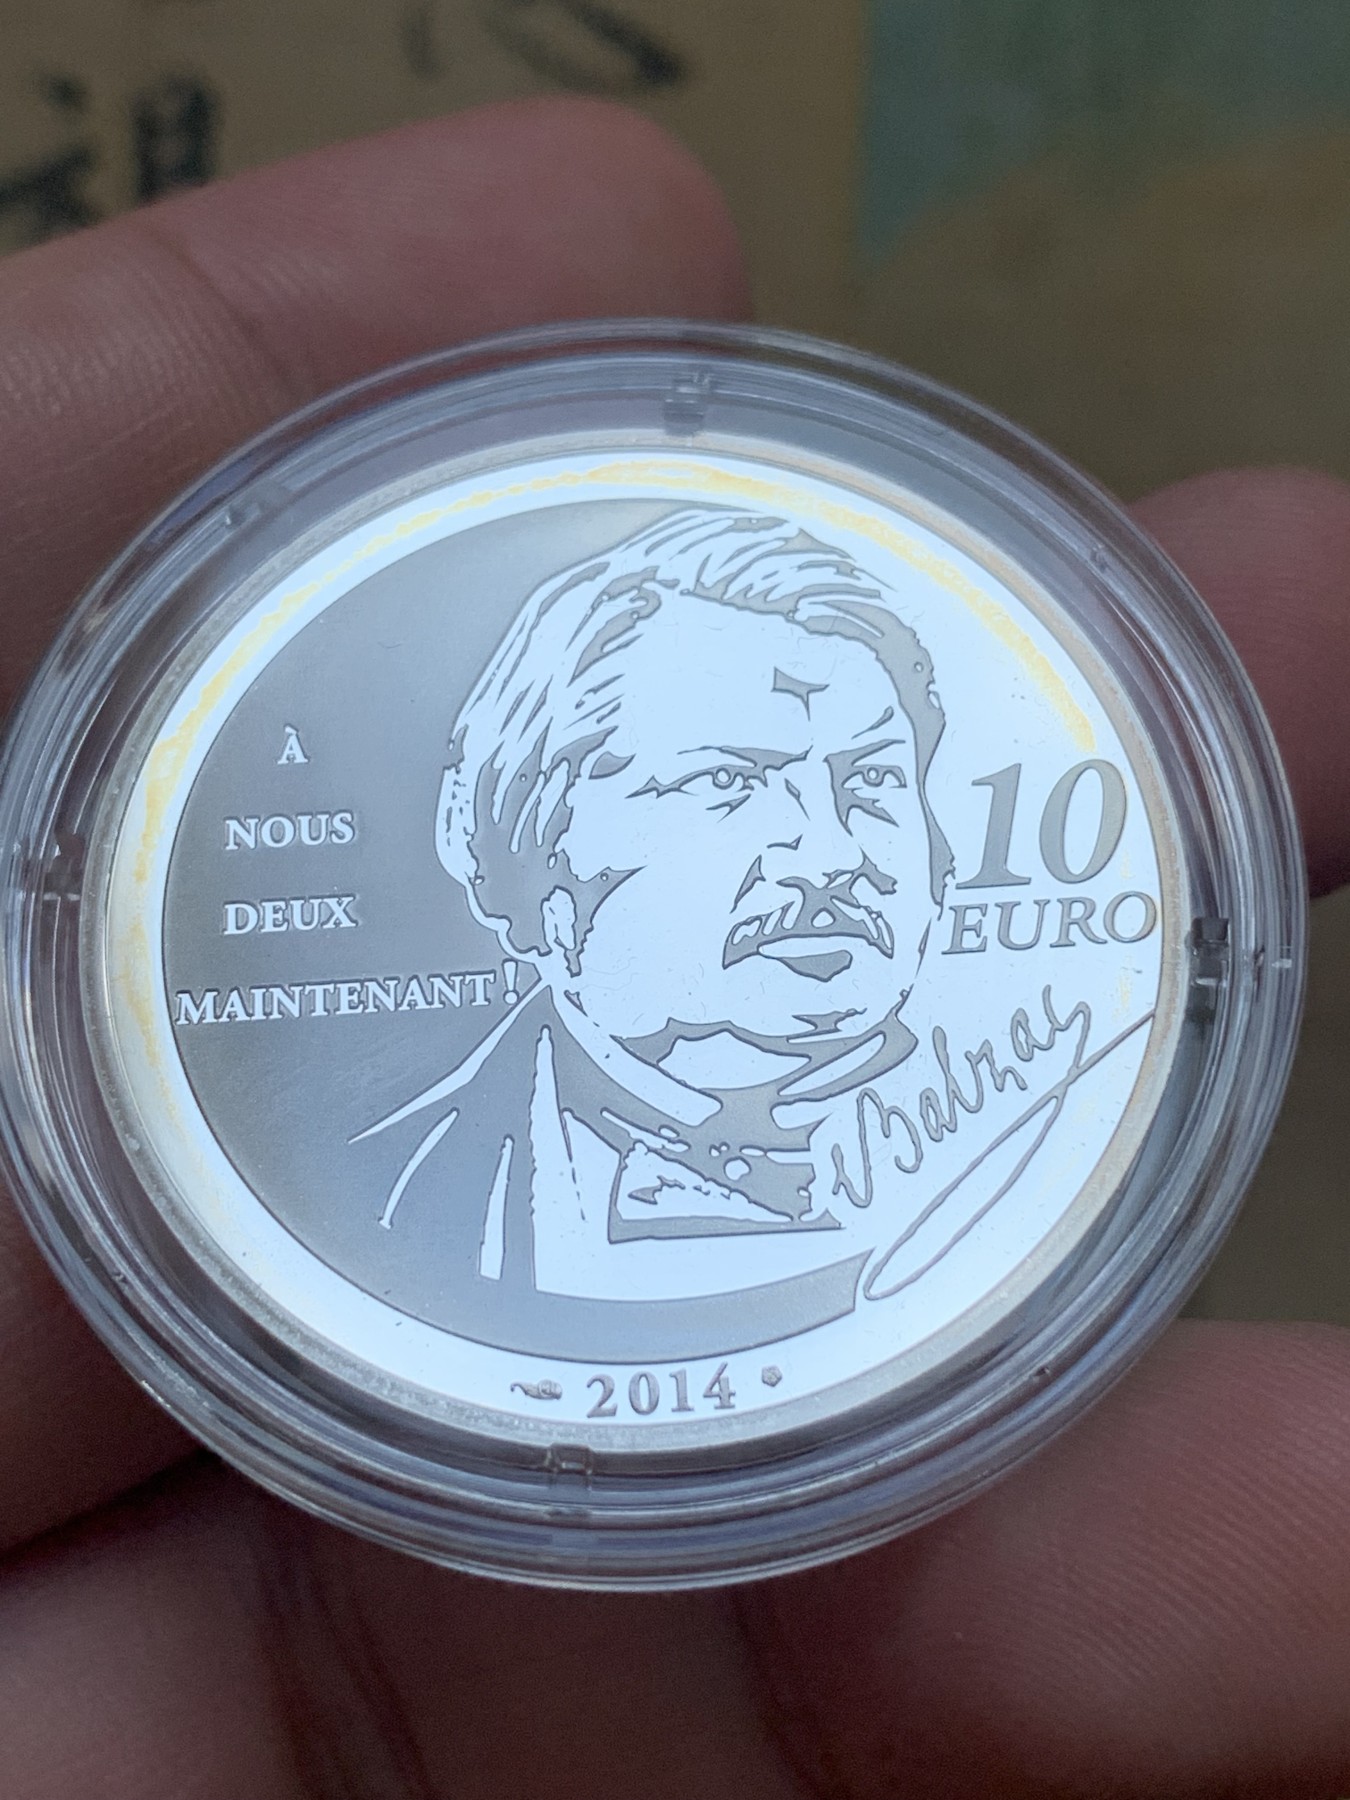 À
NOUS
DEUX
MAINTENANT!
10
EURO
Balzac
2014